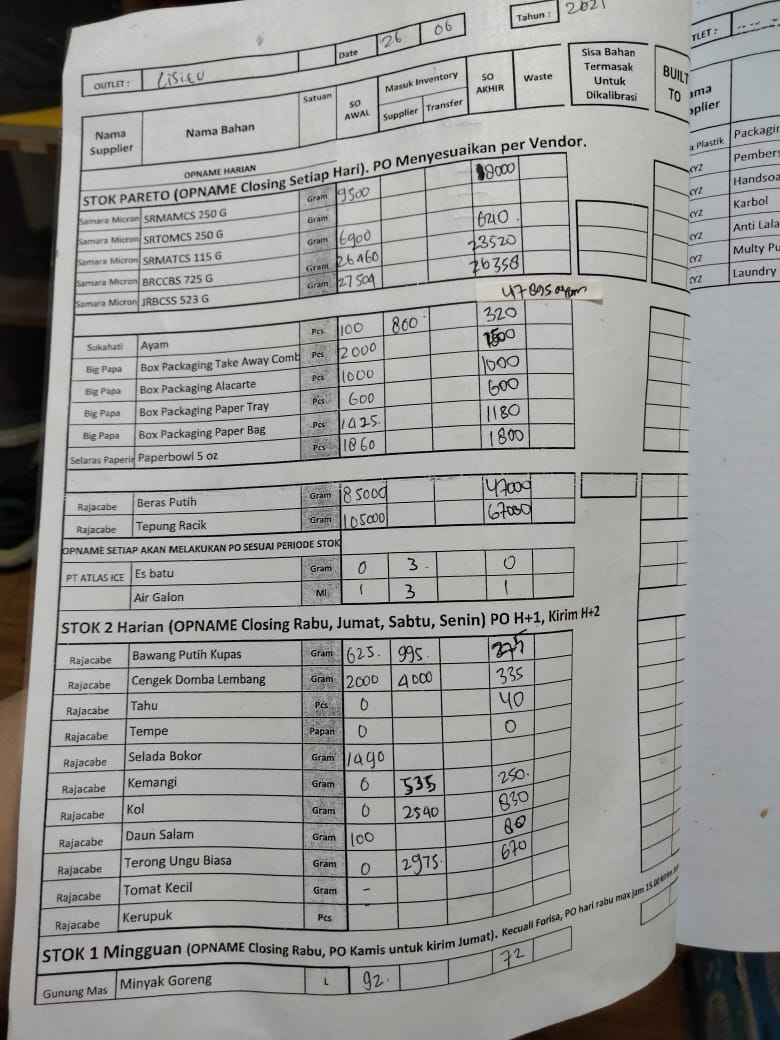 Tahun : 2021
OUTLET : Cisieu Date 26 06
Nama Supplier Nama Bahan Satuan SO AWAL Masuk Inventory Supplier Transfer SO AKHIR Waste Sisa Bahan Termasak Untuk Dikalibrasi BUILT TO
OPNAME HARIAN
STOK PARETO (OPNAME Closing Setiap Hari). PO Menyesuaikan per Vendor.
Samara Micron SRMAMCS 250 G Gram 9500 8000
Samara Micron SRTOMCS 250 G Gram
Samara Micron SRMATCS 115 G Gram 6900 6210
Samara Micron BRCCBS 725 G Gram 26460 23520
Samara Micron JRBCSS 523 G Gram 27509 26358
47895 ayam
Sukahati Ayam Pcs 100 800 320
Big Papa Box Packaging Take Away Comb Pcs 2000 1500
Big Papa Box Packaging Alacarte Pcs 1000 1000
Big Papa Box Packaging Paper Tray Pcs 600 600
Big Papa Box Packaging Paper Bag Pcs 1425 1180
Selaras Paperin Paperbowl 5 oz Pcs 1860 1800
Rajacabe Beras Putih Gram 85000 47000
Rajacabe Tepung Racik Gram 105000 67000
OPNAME SETIAP AKAN MELAKUKAN PO SESUAI PERIODE STOK
PT ATLAS ICE Es batu Gram 0 3 0
Air Galon Ml 1 3 1
STOK 2 Harian (OPNAME Closing Rabu, Jumat, Sabtu, Senin) PO H+1, Kirim H+2
Rajacabe Bawang Putih Kupas Gram 625 995 375
Rajacabe Cengek Domba Lembang Gram 2000 4000 335
Rajacabe Tahu Pcs 0 40
Rajacabe Tempe Papan 0 0
Rajacabe Selada Bokor Gram 1490
Rajacabe Kemangi Gram 0 535 250
Rajacabe Kol Gram 0 2540 830
Rajacabe Daun Salam Gram 100 80
Rajacabe Terong Ungu Biasa Gram 0 2975 670
Rajacabe Tomat Kecil Gram -
Rajacabe Kerupuk Pcs
STOK 1 Mingguan (OPNAME Closing Rabu, PO Kamis untuk kirim Jumat). Kecuali Forisa, PO hari rabu max jam 15.00 kirim
Gunung Mas Minyak Goreng L 92 72
TLET :
ama
pplier
a Plastik Packagin
XYZ Pembers
XYZ Handsoa
XYZ Karbol
XYZ Anti Lala
XYZ Multy Pu
XYZ Laundry